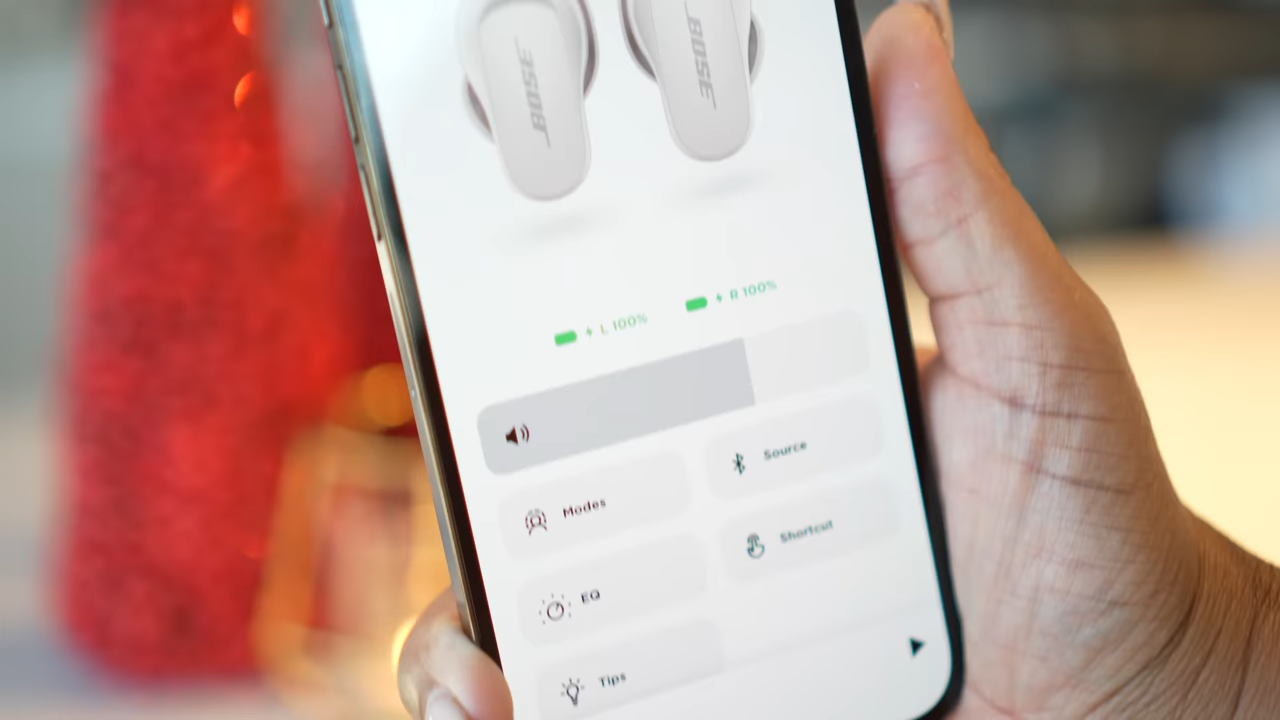 BOSE
BOSE
L 100%
R 100%
Source
Modes
Shortcut
EQ
Tips